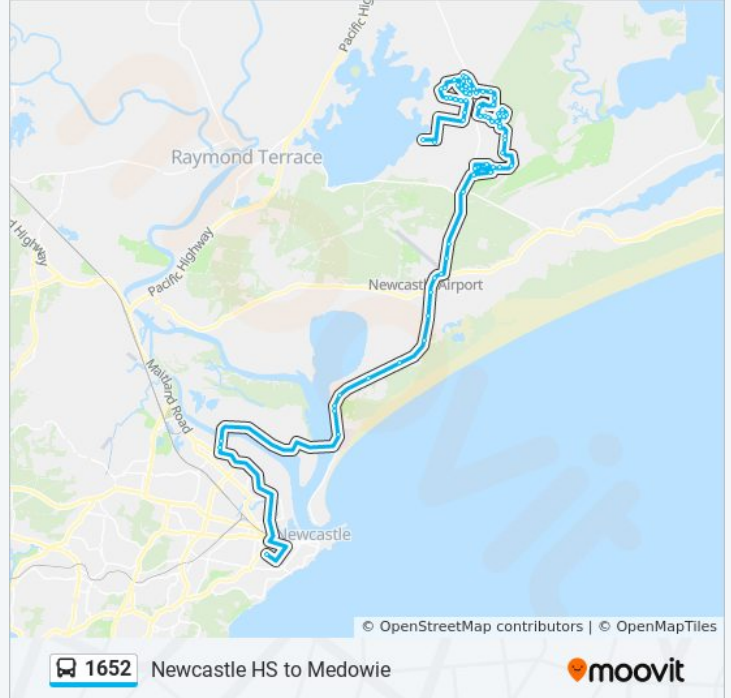 Pacific Hig
Raymond Terrace
d Highway
Pacific Highway
Newcastle Airport
Maitland Road
Newcastle
© OpenStreetMap contributors | © OpenMapTiles
1652 Newcastle HS to Medowie
moovit